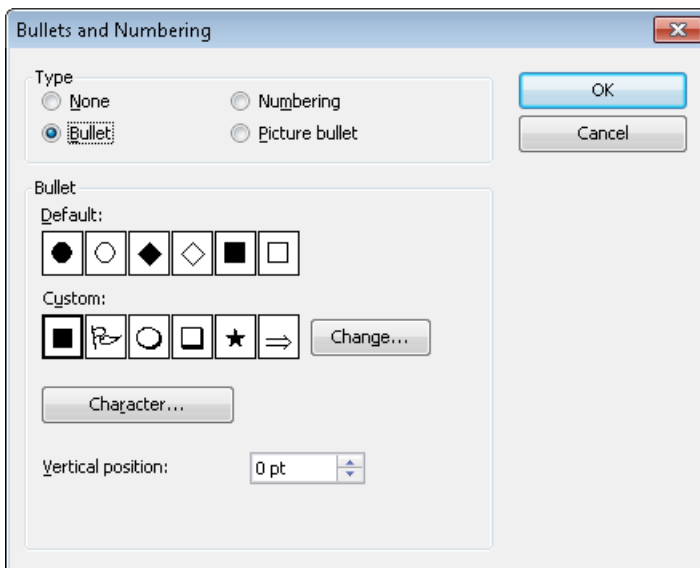 Bullets and Numbering
Type
None
Numbering
OK
Bullet
Picture bullet
Cancel
Bullet
Default:
Custom:
Change...
Character...
Vertical position:
0 pt